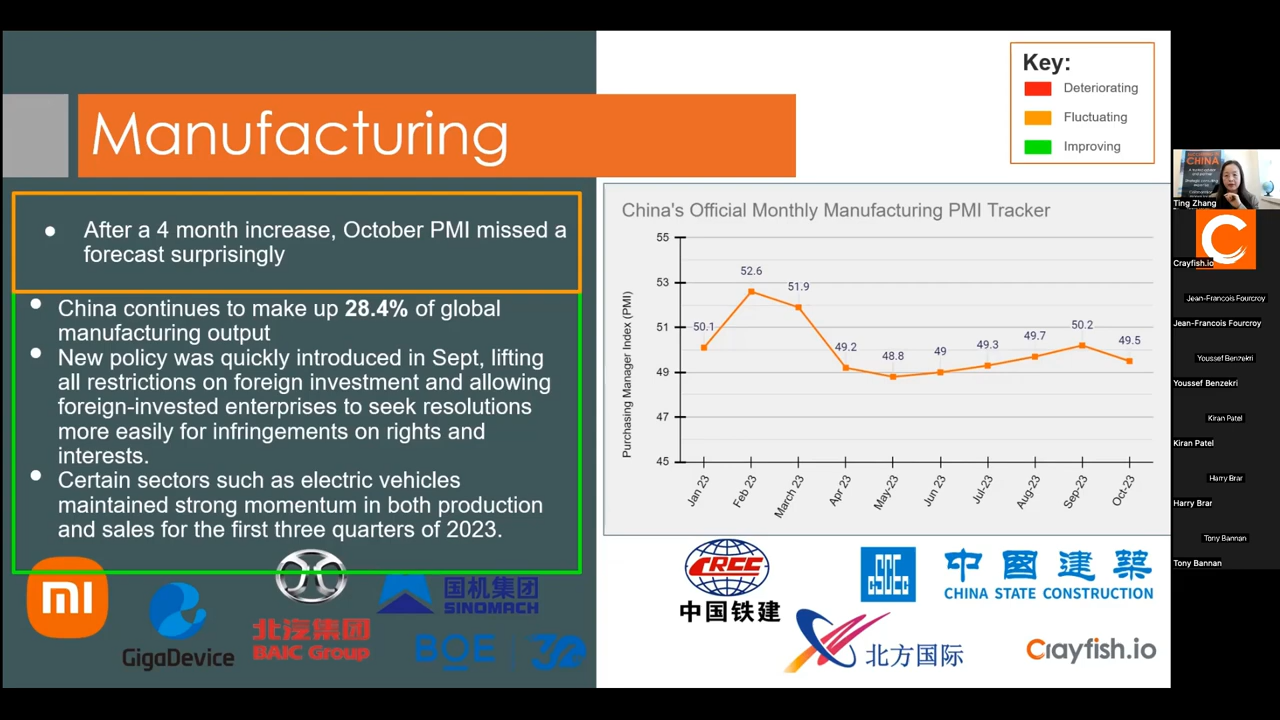 Manufacturing
Key:
Deteriorating
Fluctuating
Improving
• After a 4 month increase, October PMI missed a
forecast surprisingly
• China continues to make up 28.4% of global
manufacturing output
• New policy was quickly introduced in Sept, lifting
all restrictions on foreign investment and allowing
foreign-invested enterprises to seek resolutions
more easily for infringements on rights and
interests.
• Certain sectors such as electric vehicles
maintained strong momentum in both production
and sales for the first three quarters of 2023.
China's Official Monthly Manufacturing PMI Tracker
Purchasing Manager Index (PMI)
55
53
51
49
47
45
50.1
52.6
51.9
49.2
48.8
49
49.3
49.7
50.2
49.5
Jan 23
Feb 23
March 23
Apr 23
May-23
Jun 23
Jul-23
Aug-23
Sep-23
Oct-23
MI
GigaDevice
北汽集团
BAIC Group
国机集团
SINOMACH
BOE
30
CRCC
中国铁建
CSCEC
中國建築
CHINA STATE CONSTRUCTION
北方国际
Crayfish.io
CHINA
Ting Zhang
Crayfish.io
Jean-Francois Fourcroy
Jean-Francois Fourcroy
Youssef Benzekri
Youssef Benzekri
Kiran Patel
Kiran Patel
Harry Brar
Harry Brar
Tony Bannan
Tony Bannan